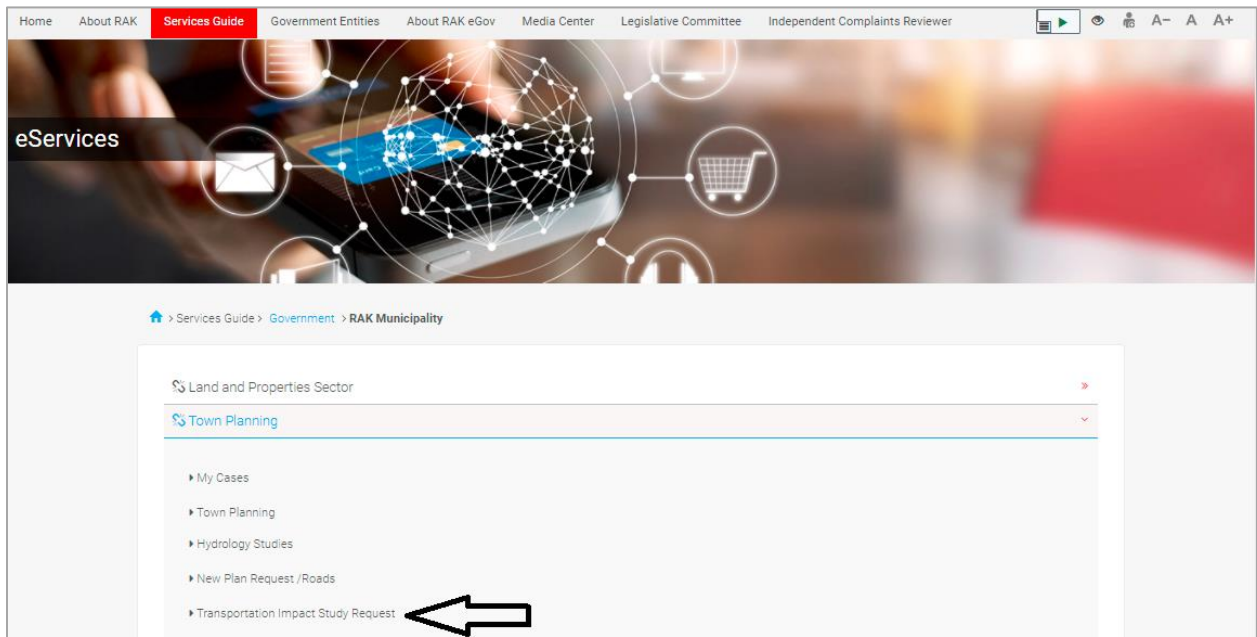 Home About RAK Services Guide Government Entities About RAK eGov Media Center Legislative Committee Independent Complaints Reviewer A- A A+
eServices
> Services Guide > Government > RAK Municipality
Land and Properties Sector »
Town Planning
My Cases
Town Planning
Hydrology Studies
New Plan Request /Roads
Transportation Impact Study Request